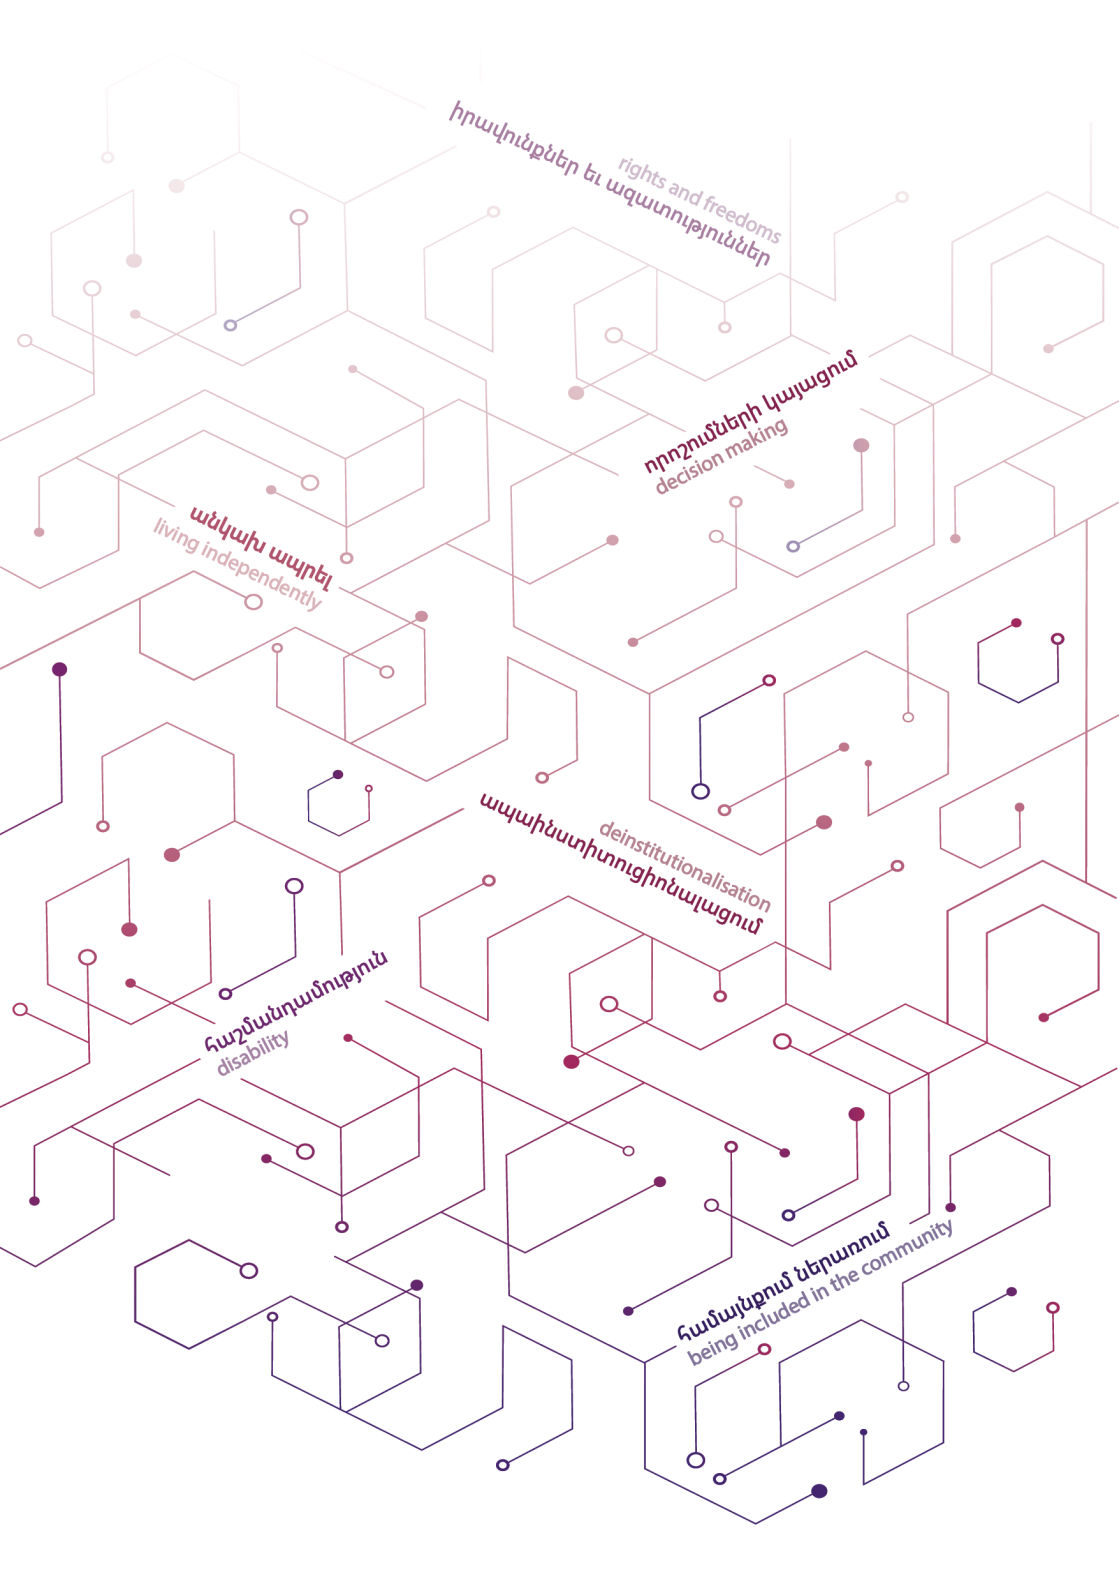 իրավունքներ եւ ազատություններ
rights and freedoms
որոշումների կայացում
decision making
անկախ ապրել
living independently
deinstitutionalisation
ապաինստիտուցիոնալացում
հաշմանդամություն
disability
համայնքում ներառում
being included in the community